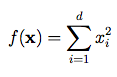 f(𝐱) = ∑_{i=1}^{d} x_i^2